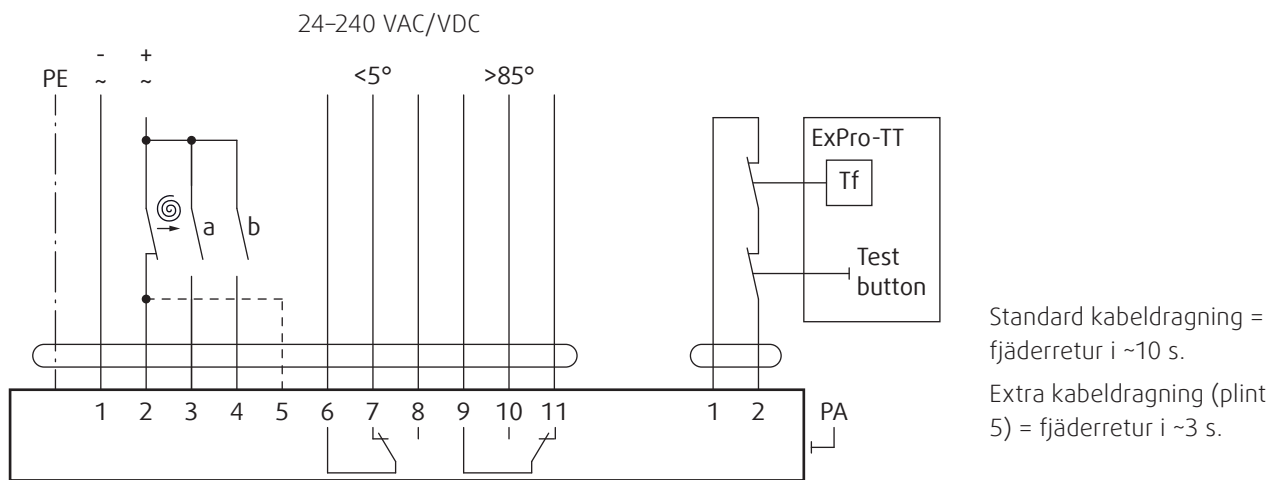 24–240 VAC/VDC
- +
PE ~ ~ <5° >85°
ExPro-TT
Tf
a b
Test
button
Standard kabeldragning =
fjäderretur i ~10 s.
Extra kabeldragning (plint
5) = fjäderretur i ~3 s.
1 2 3 4 5 6 7 8 9 10 11 1 2 PA